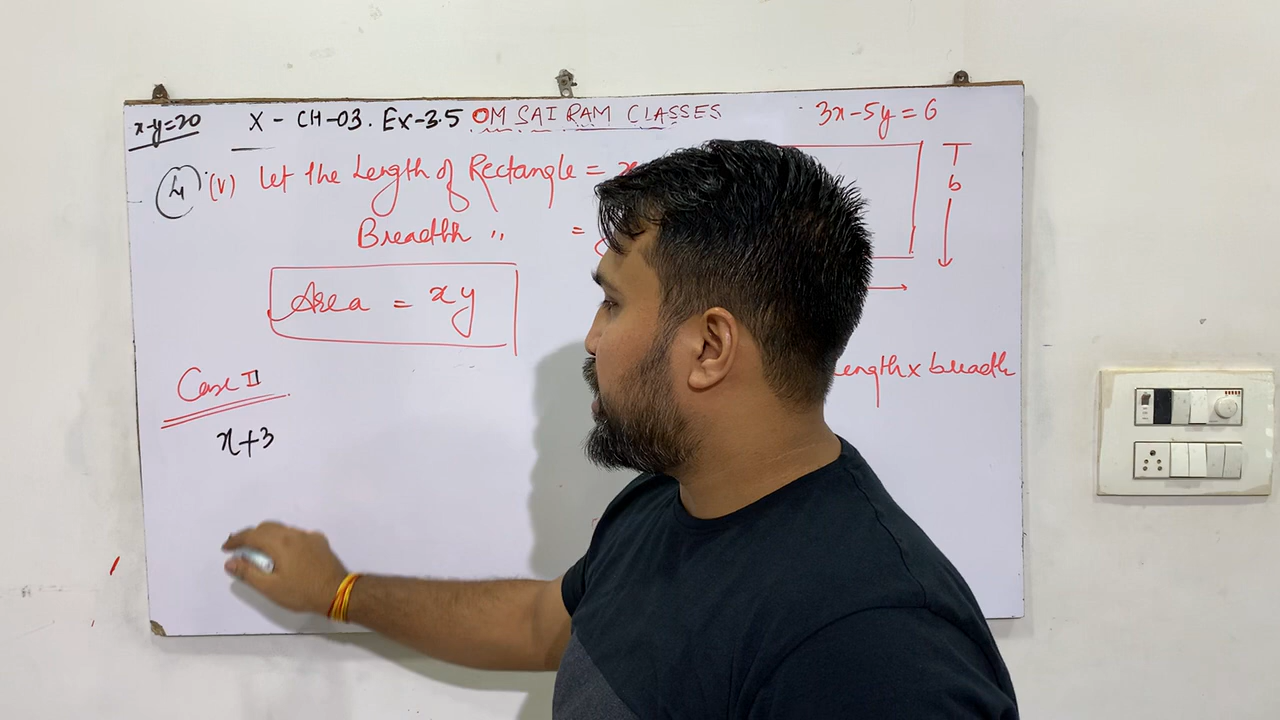 x-y=20 X - CH-03. Ex-3.5 OM SAI RAM CLASSES 3x-5y=6
4 (V) Let the Length of Rectangle = x
Breadth " =
b
Area = xy
Length x breadth
Case II
x+3